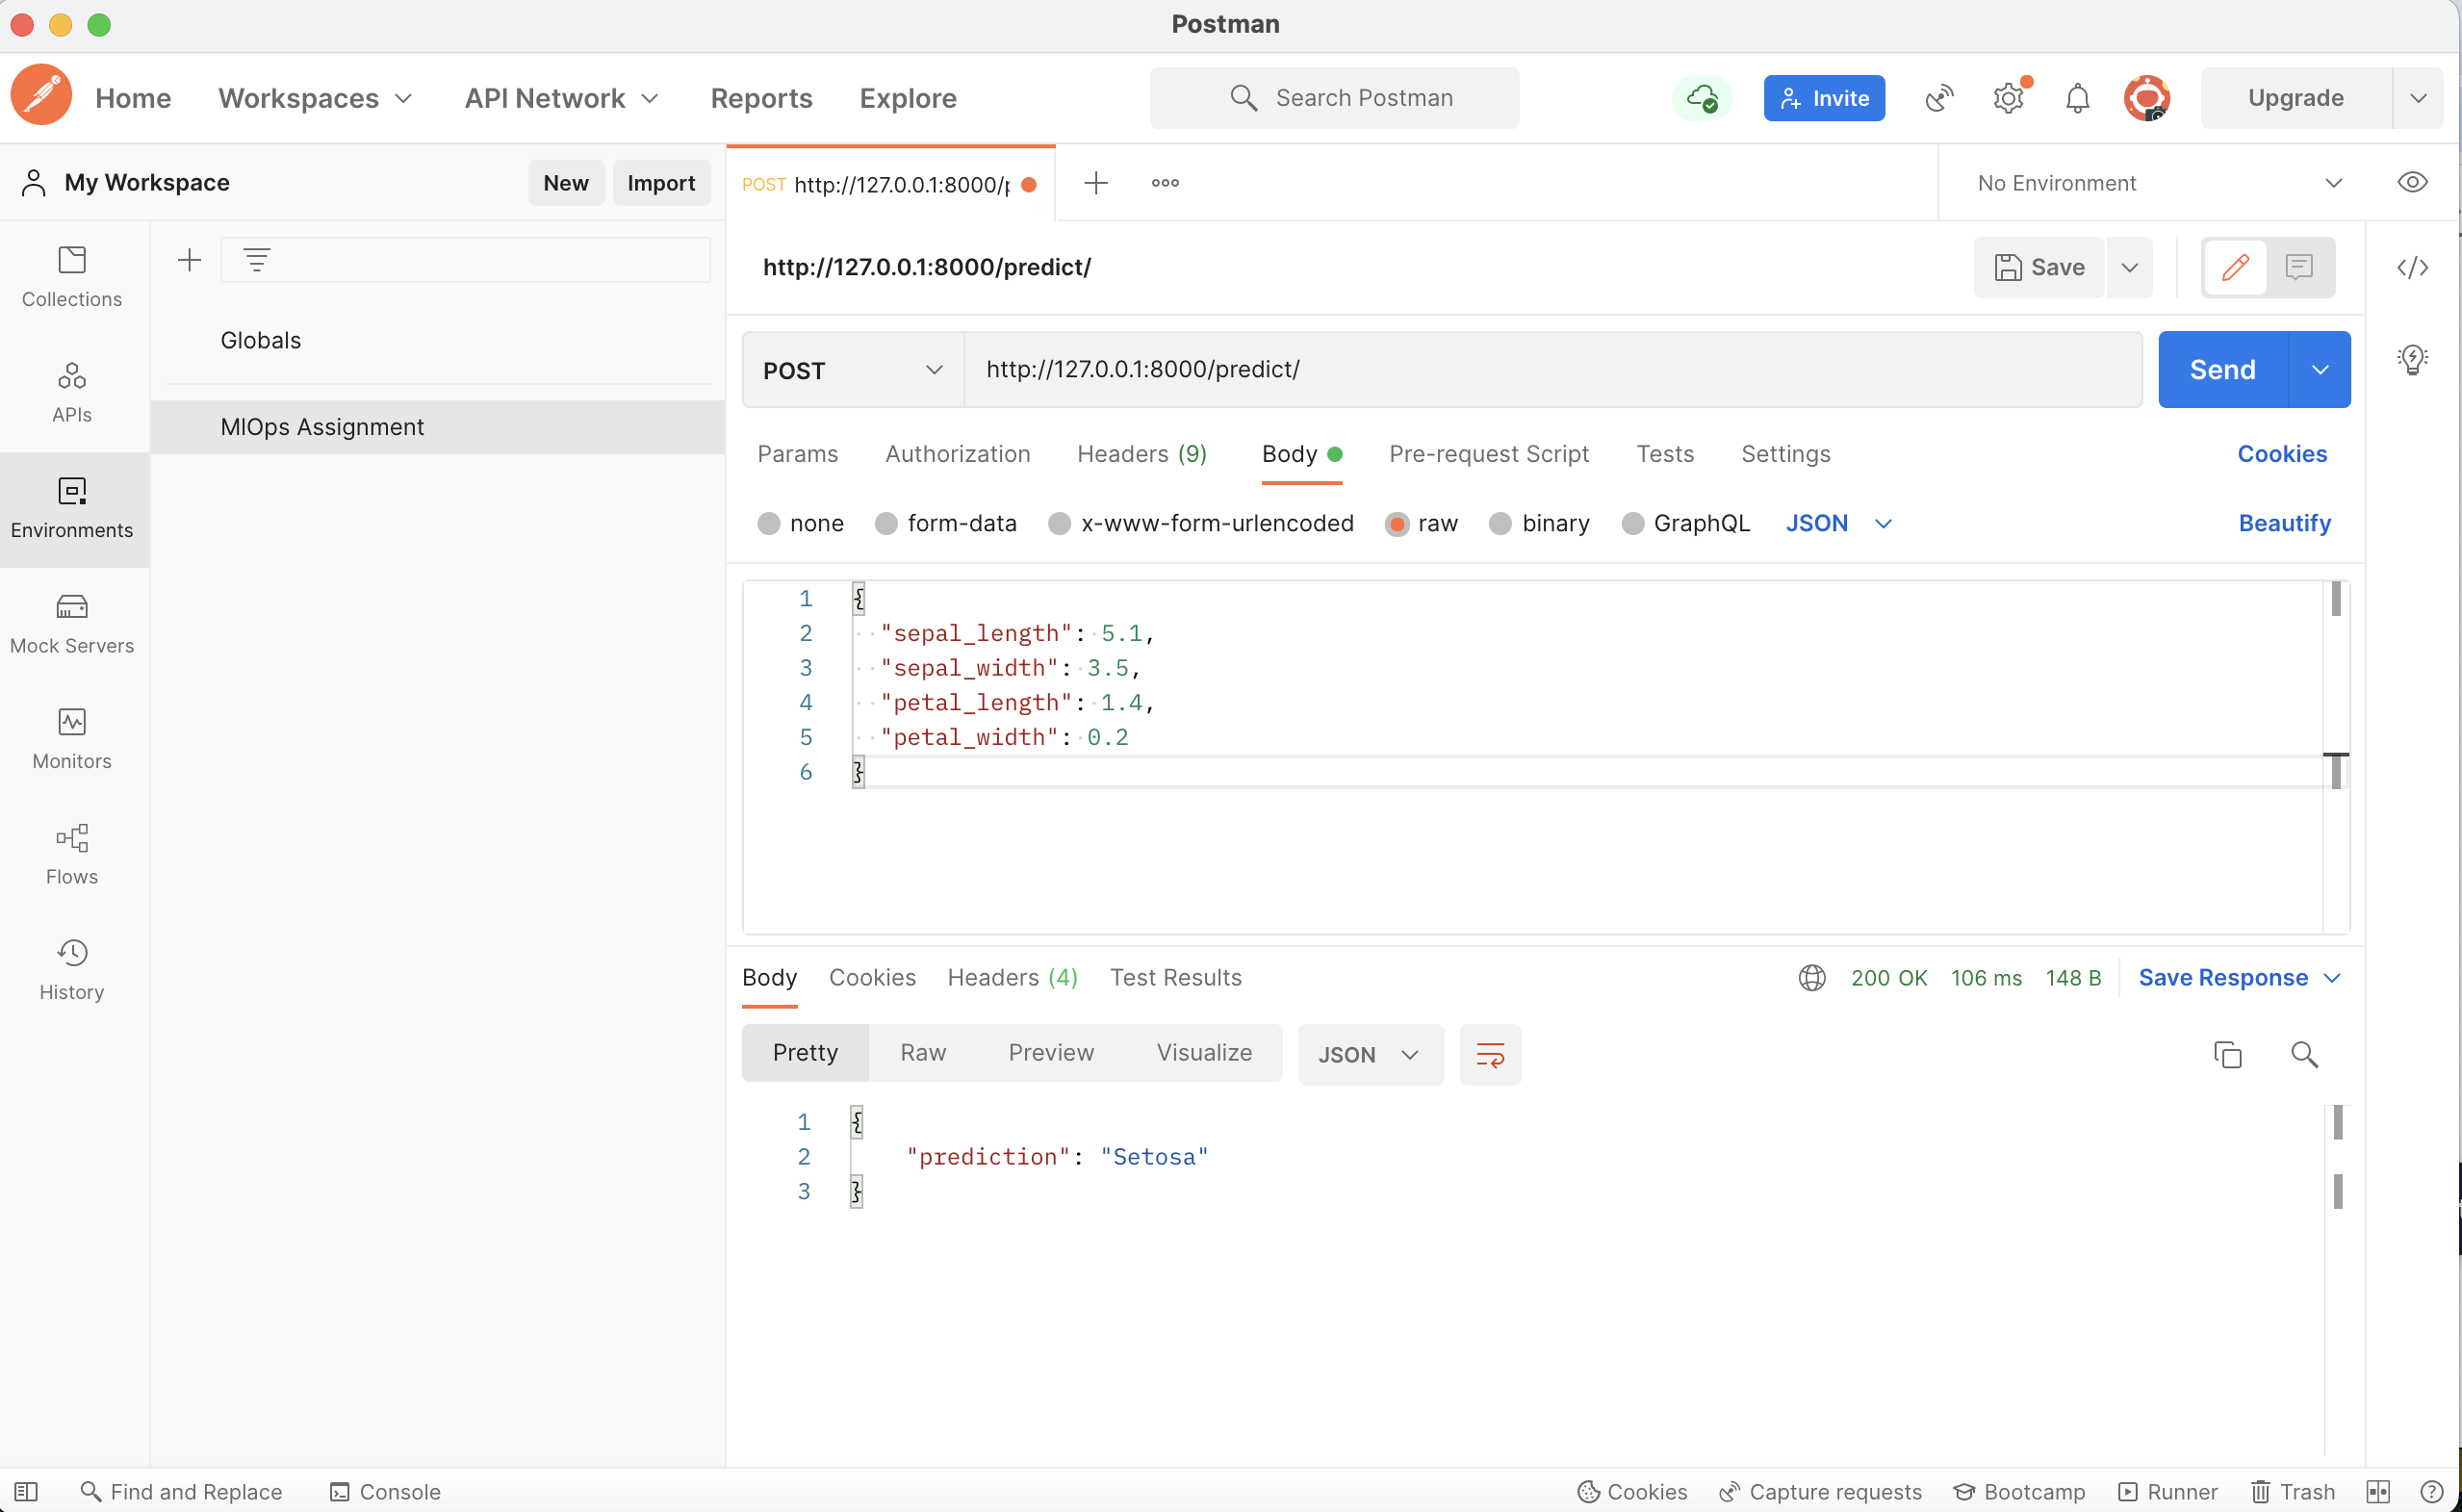 Postman
Home Workspaces API Network Reports Explore Search Postman Invite Upgrade
My Workspace New Import POST http://127.0.0.1:8000/p No Environment
Collections
APIs
Environments
Mock Servers
Monitors
Flows
History
Globals
MlOps Assignment
http://127.0.0.1:8000/predict/ Save
POST http://127.0.0.1:8000/predict/ Send
Params Authorization Headers (9) Body Pre-request Script Tests Settings Cookies
none form-data x-www-form-urlencoded raw binary GraphQL JSON Beautify
1 {
2 "sepal_length": 5.1,
3 "sepal_width": 3.5,
4 "petal_length": 1.4,
5 "petal_width": 0.2
6 }
Body Cookies Headers (4) Test Results 200 OK 106 ms 148 B Save Response
Pretty Raw Preview Visualize JSON
1 {
2 "prediction": "Setosa"
3 }
Find and Replace Console Cookies Capture requests Bootcamp Runner Trash